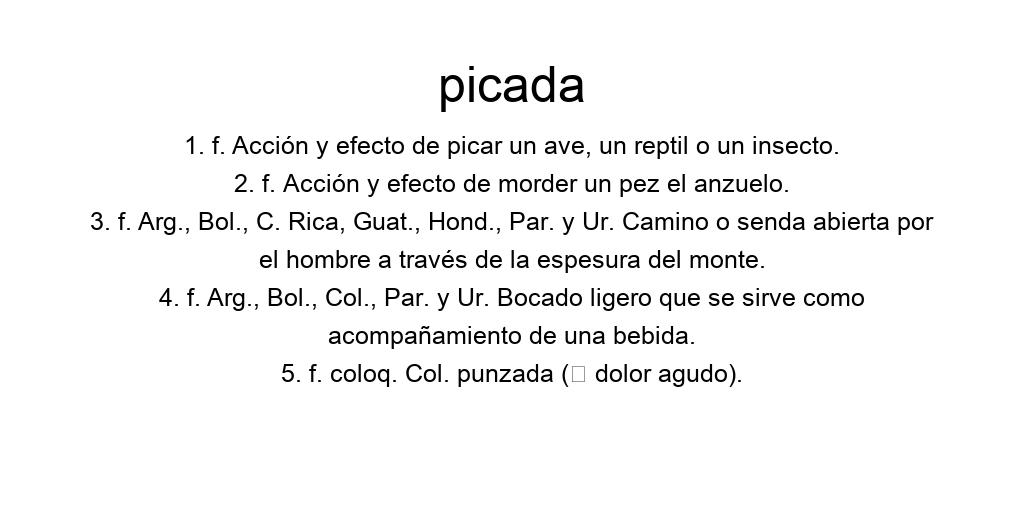 picada
1. f. Acción y efecto de picar un ave, un reptil o un insecto.
2. f. Acción y efecto de morder un pez el anzuelo.
3. f. Arg., Bol., C. Rica, Guat., Hond., Par. y Ur. Camino o senda abierta por
el hombre a través de la espesura del monte.
4. f. Arg., Bol., Col., Par. y Ur. Bocado ligero que se sirve como
acompañamiento de una bebida.
5. f. coloq. Col. punzada (□ dolor agudo).